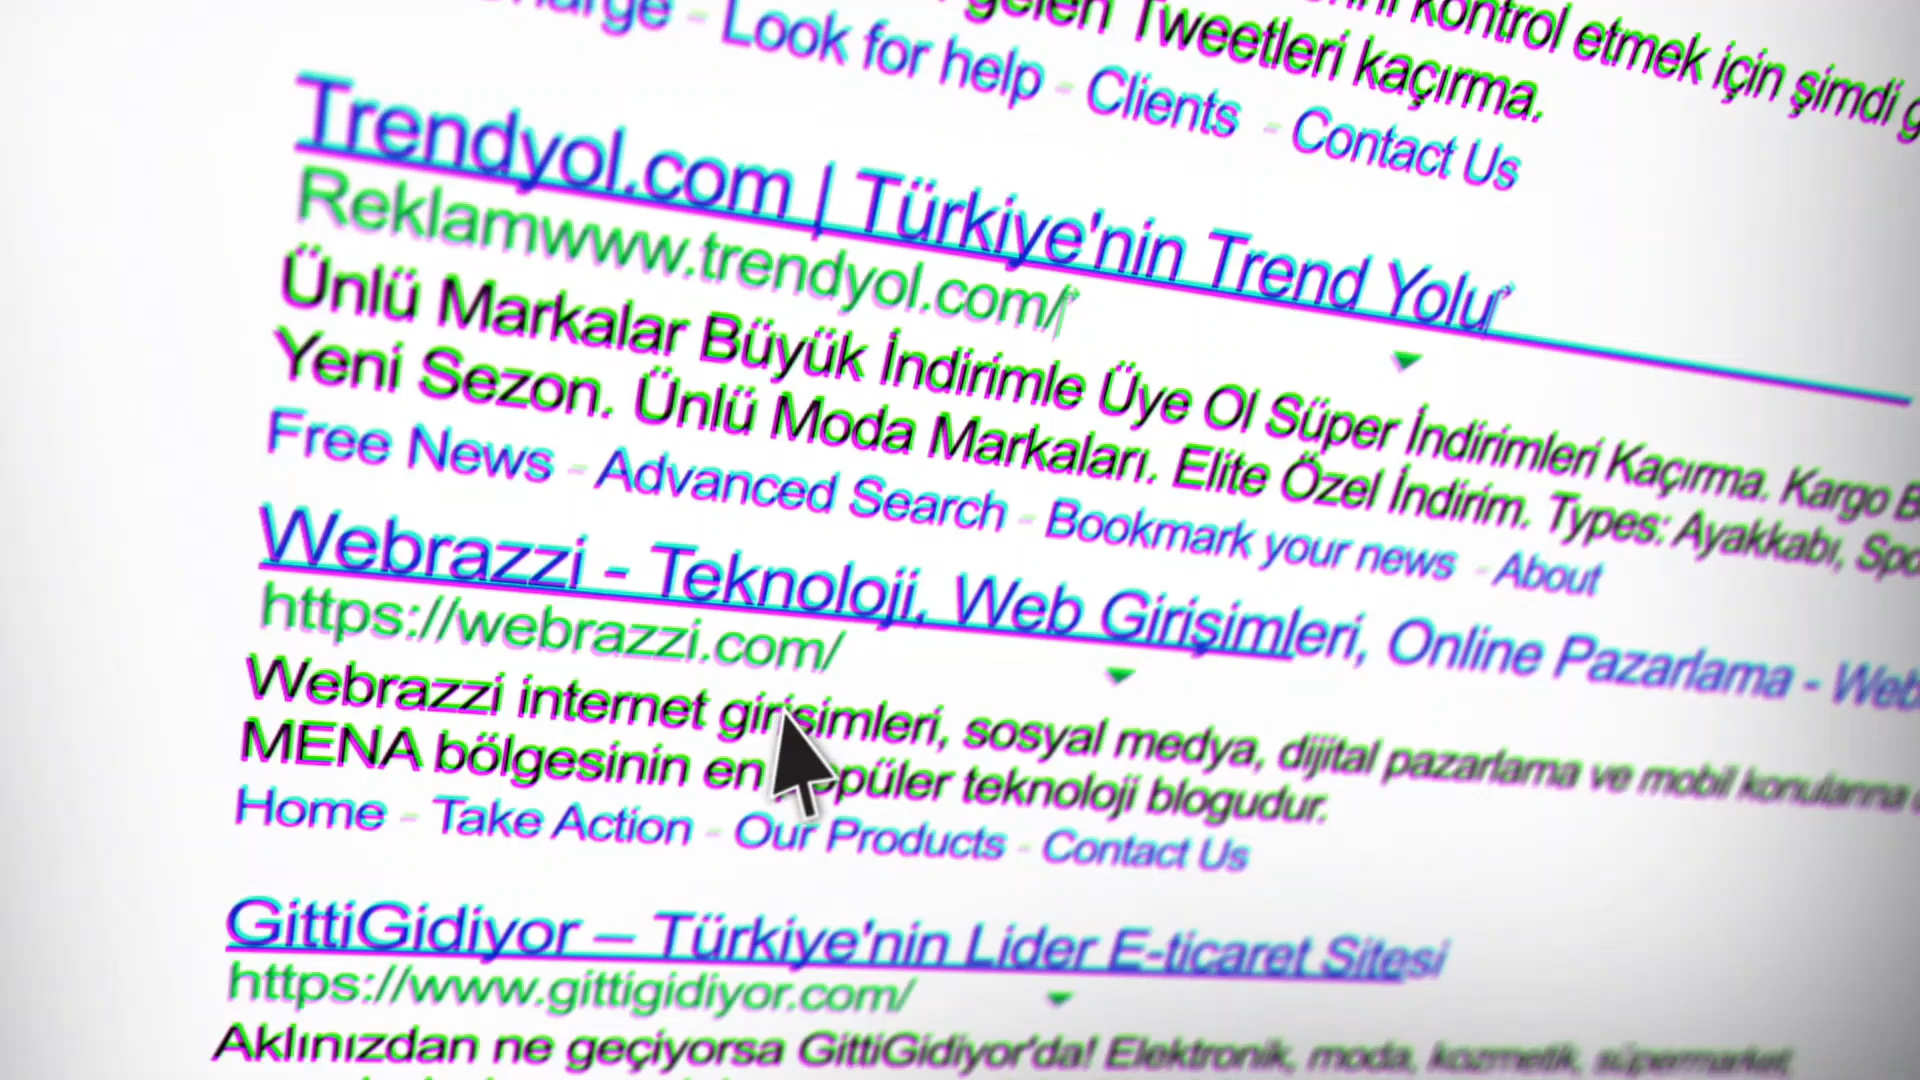 kontrol etmek için şimdi
gelen Tweetleri kaçırma.
Look for help - Clients - Contact Us
Trendyol.com | Türkiye'nin Trend Yolu
Reklamwww.trendyol.com/
Ünlü Markalar Büyük İndirimle Üye Ol Süper İndirimleri Kaçırma. Kargo B
Yeni Sezon. Ünlü Moda Markaları. Elite Özel İndirim. Types: Ayakkabı, Spo
Free News - Advanced Search - Bookmark your news - About
Webrazzi - Teknoloji, Web Girişimleri, Online Pazarlama - Web
https://webrazzi.com/
Webrazzi internet girişimleri, sosyal medya, dijital pazarlama ve mobil konularına
MENA bölgesinin en popüler teknoloji blogudur.
Home - Take Action - Our Products - Contact Us
GittiGidiyor – Türkiye'nin Lider E-ticaret Sitesi
https://www.gittigidiyor.com/
Aklınızdan ne geçiyorsa GittiGidiyor'da! Elektronik, moda, kozmetik, süpermarket,